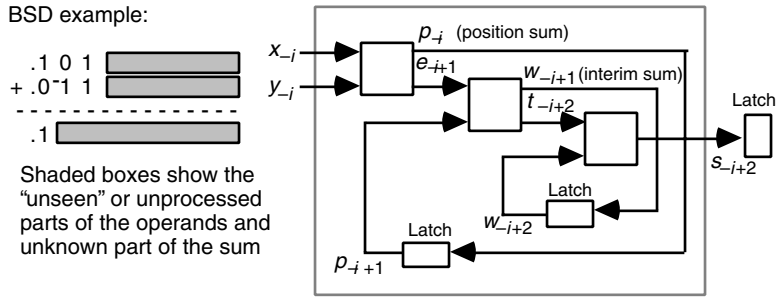 BSD example:
.1 0 1
+ .0 ⁻1 1
.1
Shaded boxes show the
“unseen” or unprocessed
parts of the operands and
unknown part of the sum
x–i
y–i
p–i (position sum)
e–i+1
w–i+1 (interim sum)
t–i+2
Latch
s–i+2
Latch
w–i+2
Latch
p–i+1